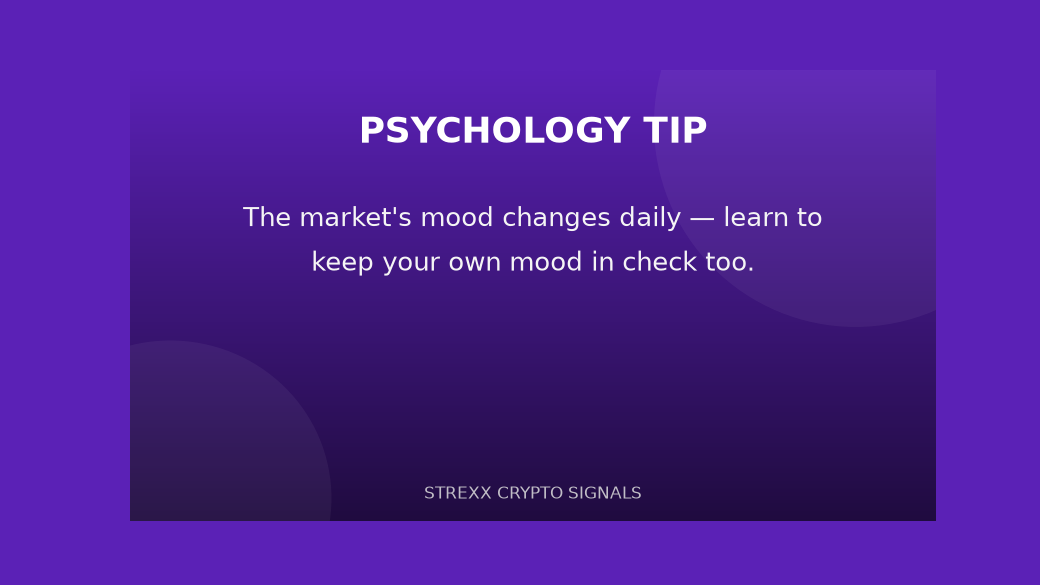 PSYCHOLOGY TIP
The market's mood changes daily — learn to
keep your own mood in check too.
STREXX CRYPTO SIGNALS